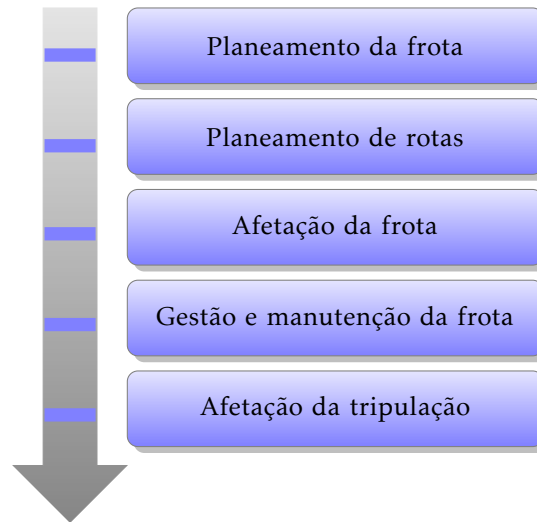 Planeamento da frota
Planeamento de rotas
Afetação da frota
Gestão e manutenção da frota
Afetação da tripulação